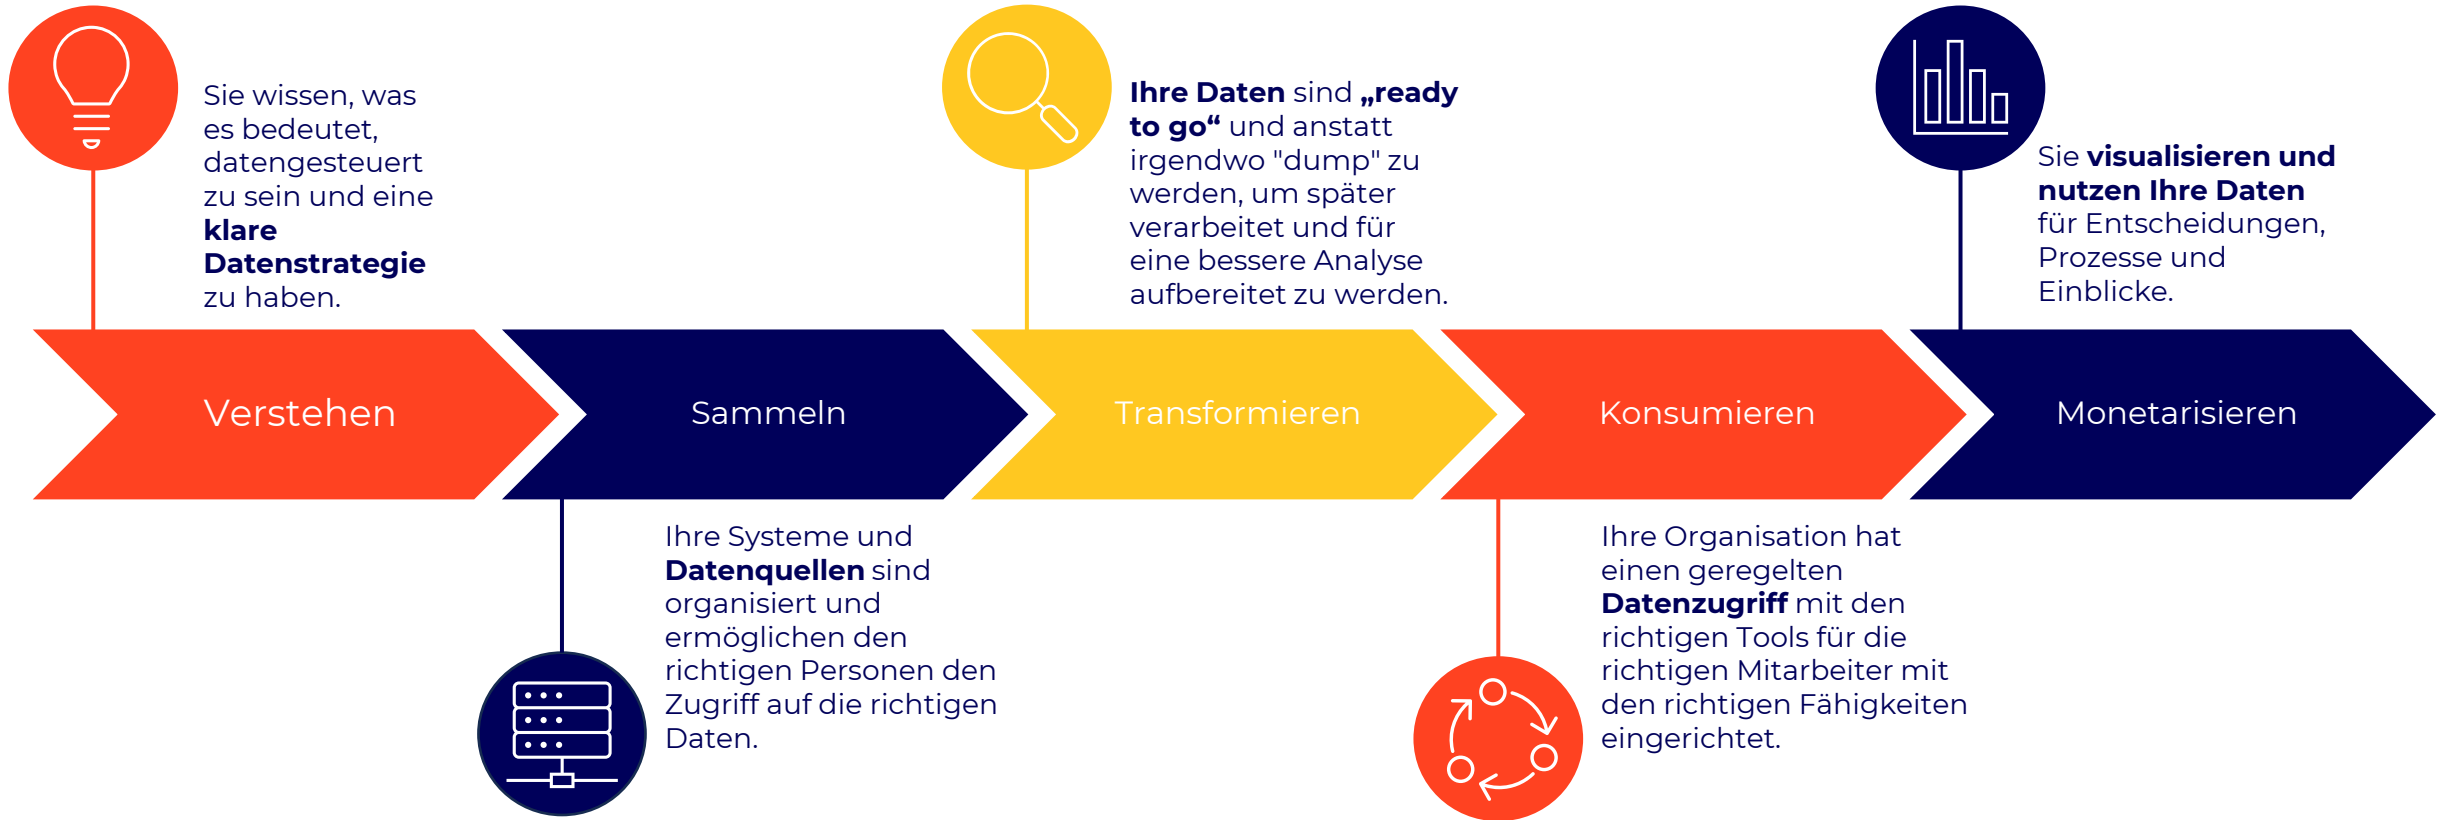 Sie wissen, was
es bedeutet,
datengesteuert
zu sein und eine
klare
Datenstrategie
zu haben.
Ihre Daten sind „ready
to go“ und anstatt
irgendwo "dump" zu
werden, um später
verarbeitet und für
eine bessere Analyse
aufbereitet zu werden.
Sie visualisieren und
nutzen Ihre Daten
für Entscheidungen,
Prozesse und
Einblicke.
Verstehen
Sammeln
Transformieren
Konsumieren
Monetarisieren
Ihre Systeme und
Datenquellen sind
organisiert und
ermöglichen den
richtigen Personen den
Zugriff auf die richtigen
Daten.
Ihre Organisation hat
einen geregelten
Datenzugriff mit den
richtigen Tools für die
richtigen Mitarbeiter mit
den richtigen Fähigkeiten
eingerichtet.